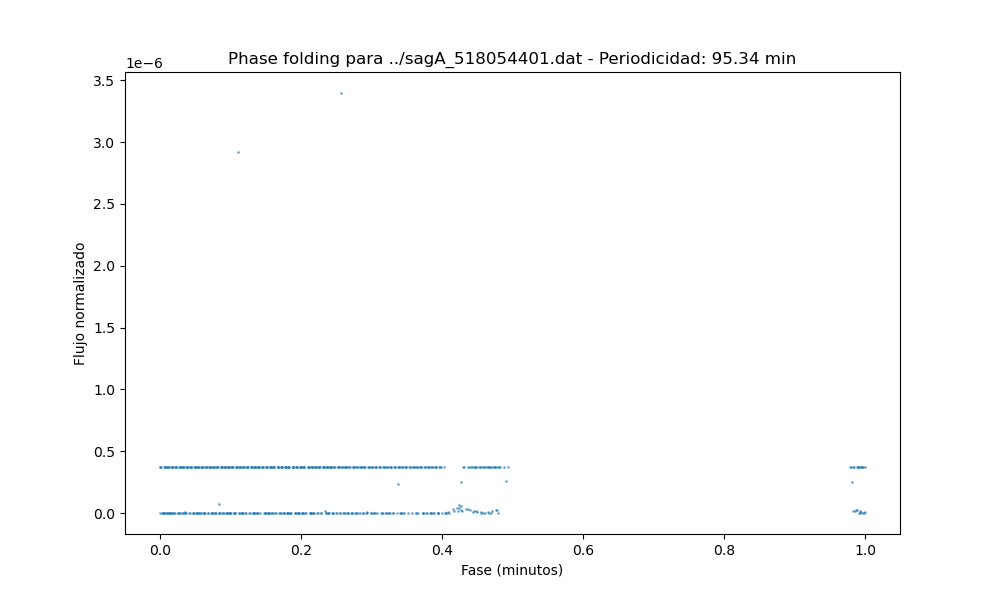 Phase folding para ../sagA_518054401.dat - Periodicidad: 95.34 min
1e−6
3.5
3.0
2.5
2.0
1.5
1.0
0.5
0.0
Flujo normalizado
0.0 0.2 0.4 0.6 0.8 1.0
Fase (minutos)